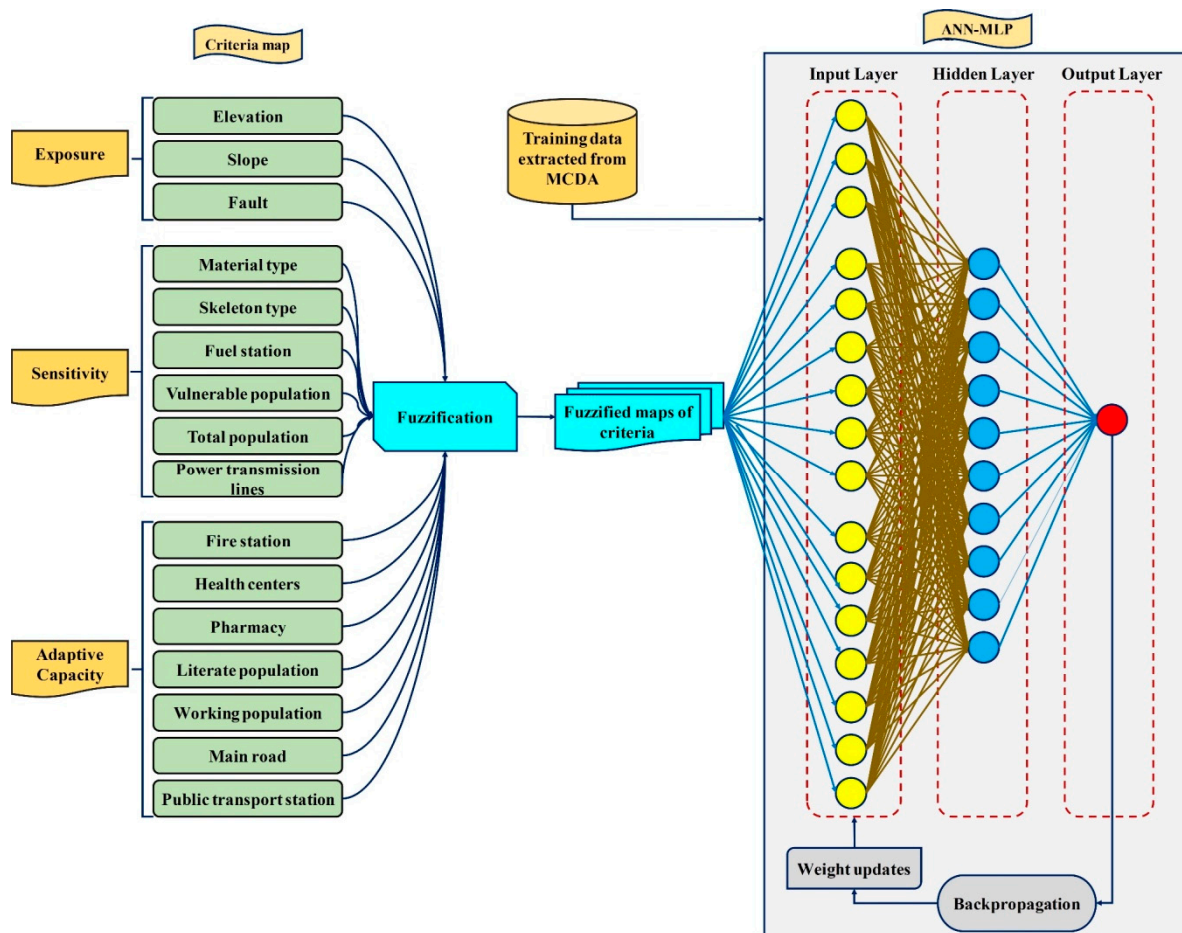 Criteria map
Exposure
Elevation
Slope
Fault
Sensitivity
Material type
Skeleton type
Fuel station
Vulnerable population
Total population
Power transmission
lines
Adaptive
Capacity
Fire station
Health centers
Pharmacy
Literate population
Working population
Main road
Public transport station
Fuzzification
Fuzzified maps of
criteria
Training data
extracted from
MCDA
ANN-MLP
Input Layer
Hidden Layer
Output Layer
Weight updates
Backpropagation